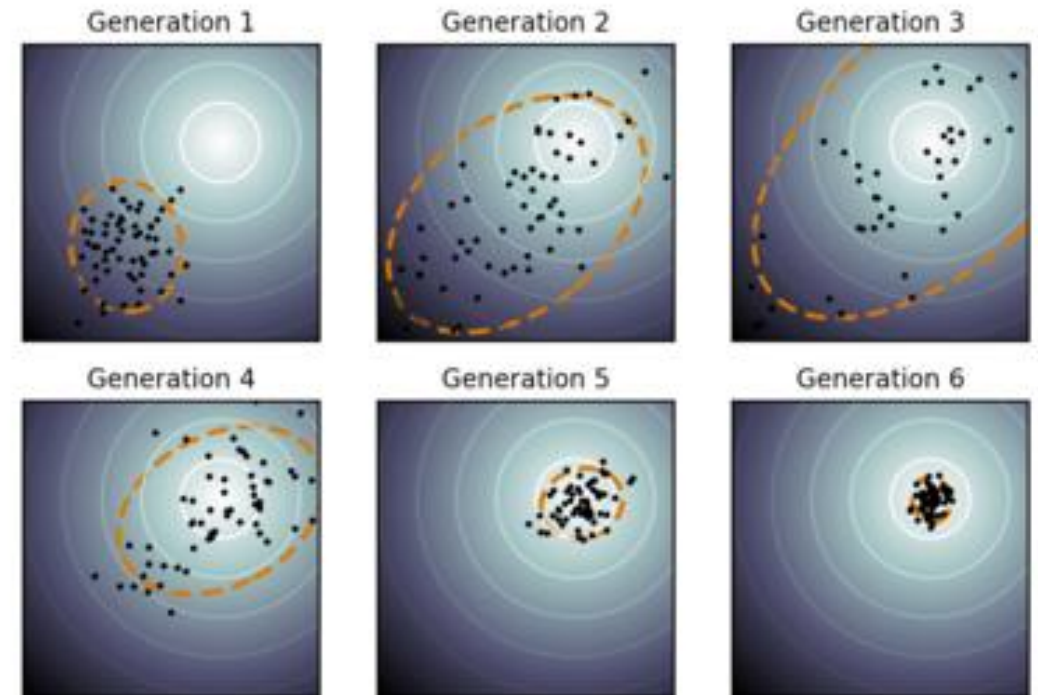 Generation 1
Generation 2
Generation 3
Generation 4
Generation 5
Generation 6